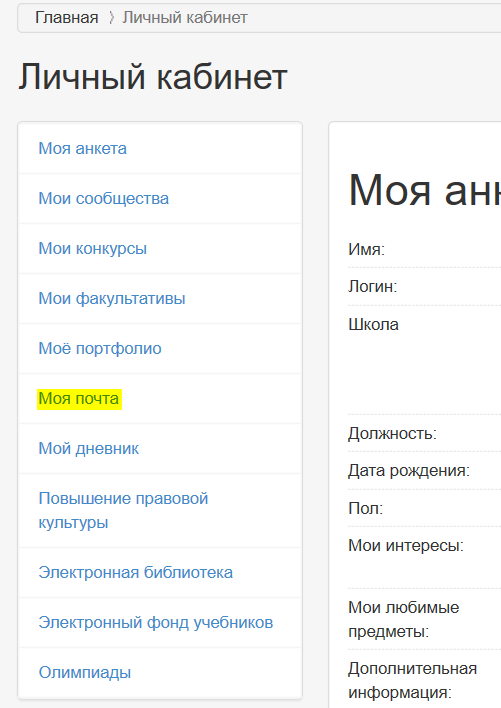 Главная 〉Личный кабинет
Личный кабинет
Моя анкета
Мои сообщества
Мои конкурсы
Мои факультативы
Моё портфолио
Моя почта
Мой дневник
Повышение правовой
культуры
Электронная библиотека
Электронный фонд учебников
Олимпиады
Моя
Имя:
Логин:
Школа
Должность:
Дата рождения:
Пол:
Мои интересы:
Мои любимые
предметы:
Дополнительная
информация: